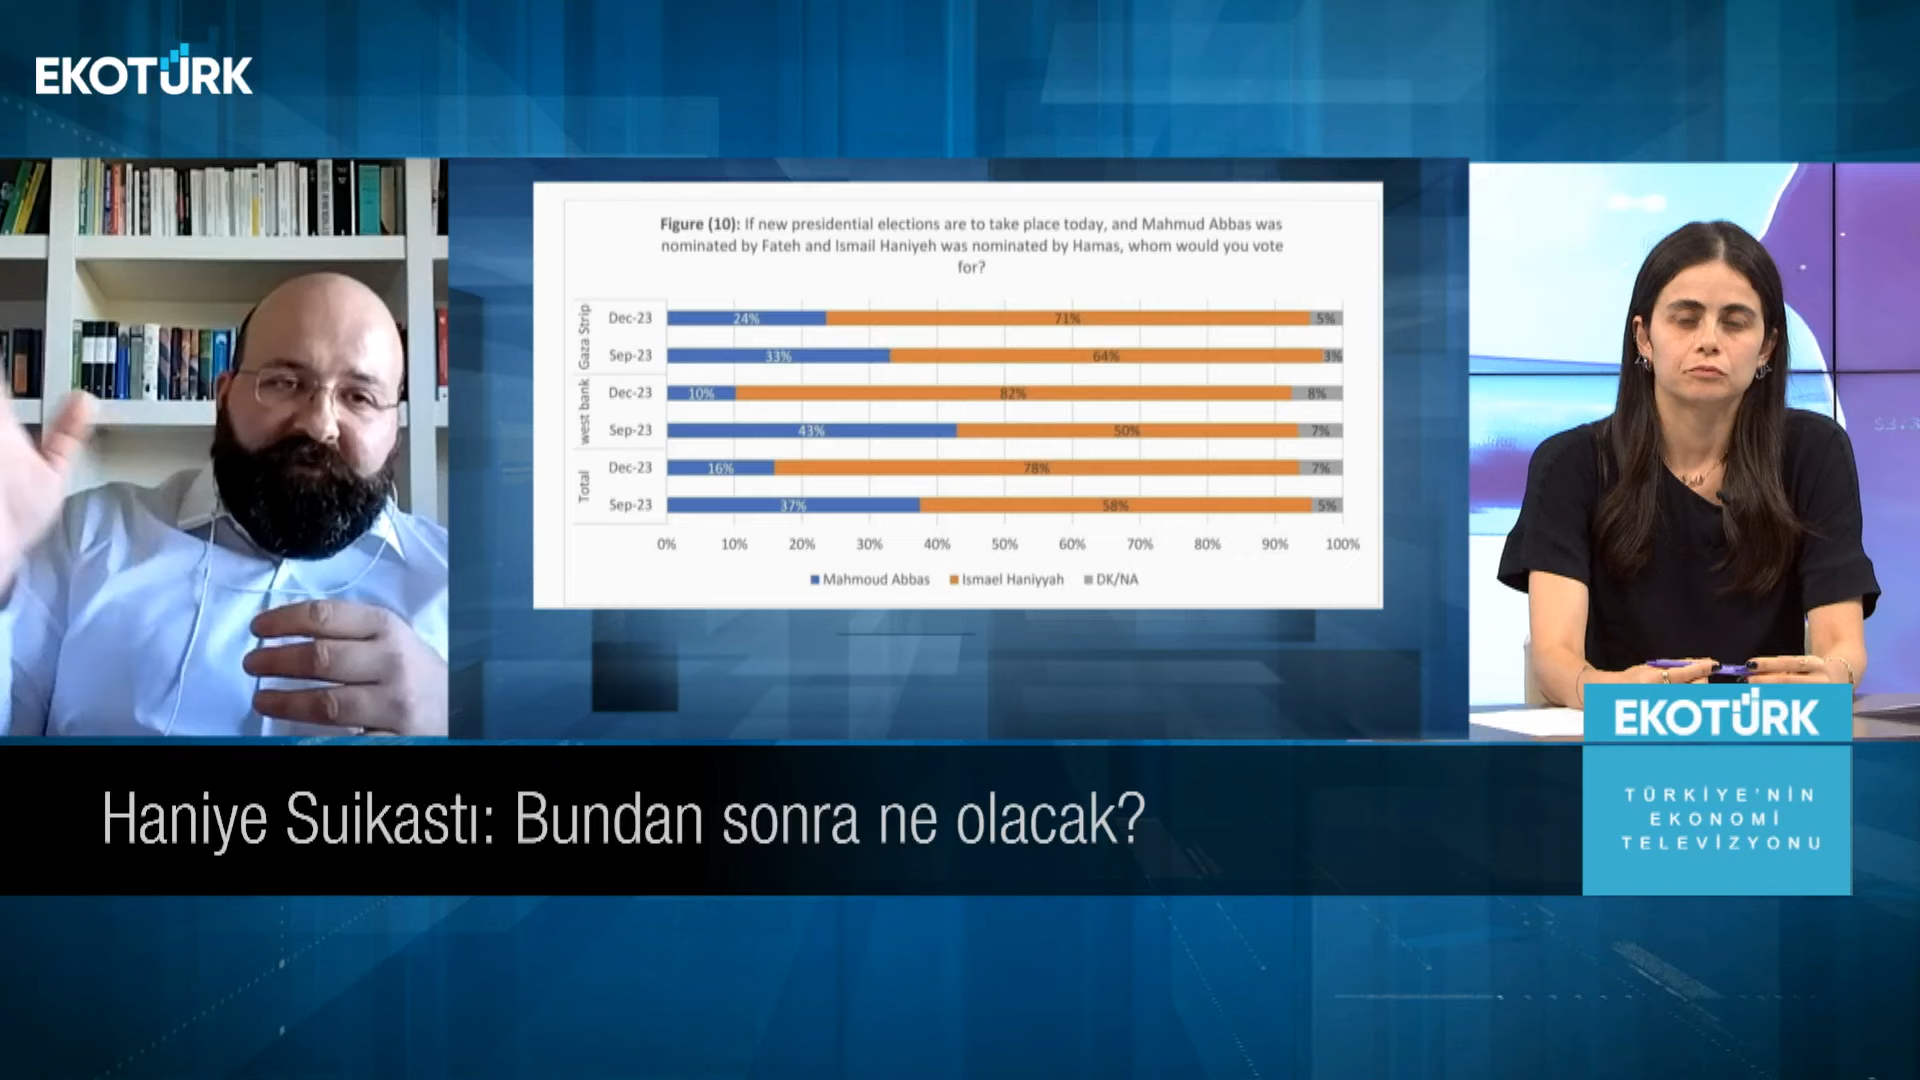 EKOTÜRK
Figure (10): If new presidential elections are to take place today, and Mahmud Abbas was
nominated by Fateh and Ismail Haniyeh was nominated by Hamas, whom would you vote
for?
Gaza Strip
Dec-23 24% 71% 5%
Sep-23 33% 64% 3%
west bank
Dec-23 10% 82% 8%
Sep-23 43% 50% 7%
Total
Dec-23 16% 78% 7%
Sep-23 37% 58% 5%
0% 10% 20% 30% 40% 50% 60% 70% 80% 90% 100%
Mahmoud Abbas Ismael Haniyyah DK/NA
EKOTÜRK
TÜRKİYE'NİN
EKONOMİ
TELEVİZYONU
Haniye Suikastı: Bundan sonra ne olacak?